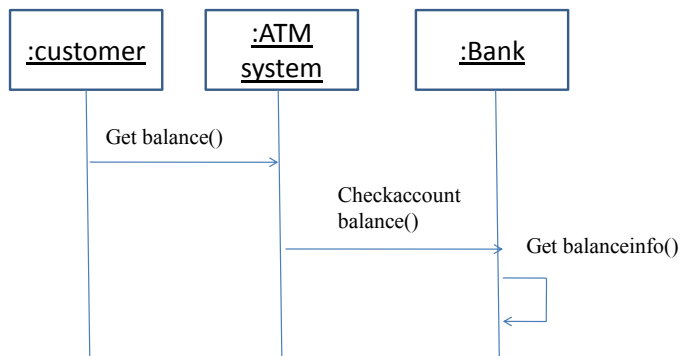 :customer
:ATM
system
:Bank
Get balance()
Checkaccount
balance()
Get balanceinfo()